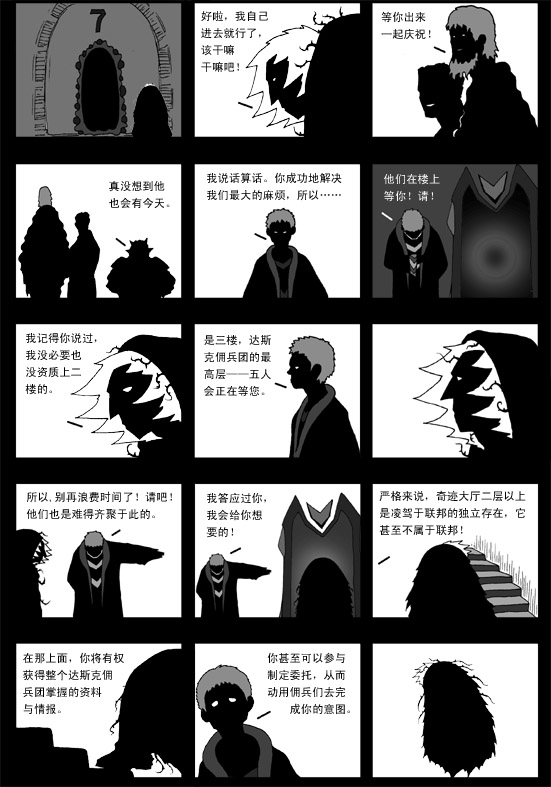 7
好啦，我自己
进去就行了，
该干嘛
干嘛吧！
等你出来
一起庆祝！
真没想到他
也会有今天。
我说话算话。你成功地解决
我们最大的麻烦，所以……
他们在楼上
等你！请！
我记得你说过，
我没必要也
没资质上二
楼的。
是三楼，达斯
克佣兵团的最
高层——五人
会正在等您。
所以，别再浪费时间了！请吧！
他们也是难得齐聚于此的。
我答应过你，
我会给你想
要的！
严格来说，奇迹大厅二层以上
是凌驾于联邦的独立存在，它
甚至不属于联邦！
在那上面，你将有权
获得整个达斯克佣
兵团掌握的资料
与情报。
你甚至可以参与
制定委托，从而
动用佣兵们去完
成你的意图。